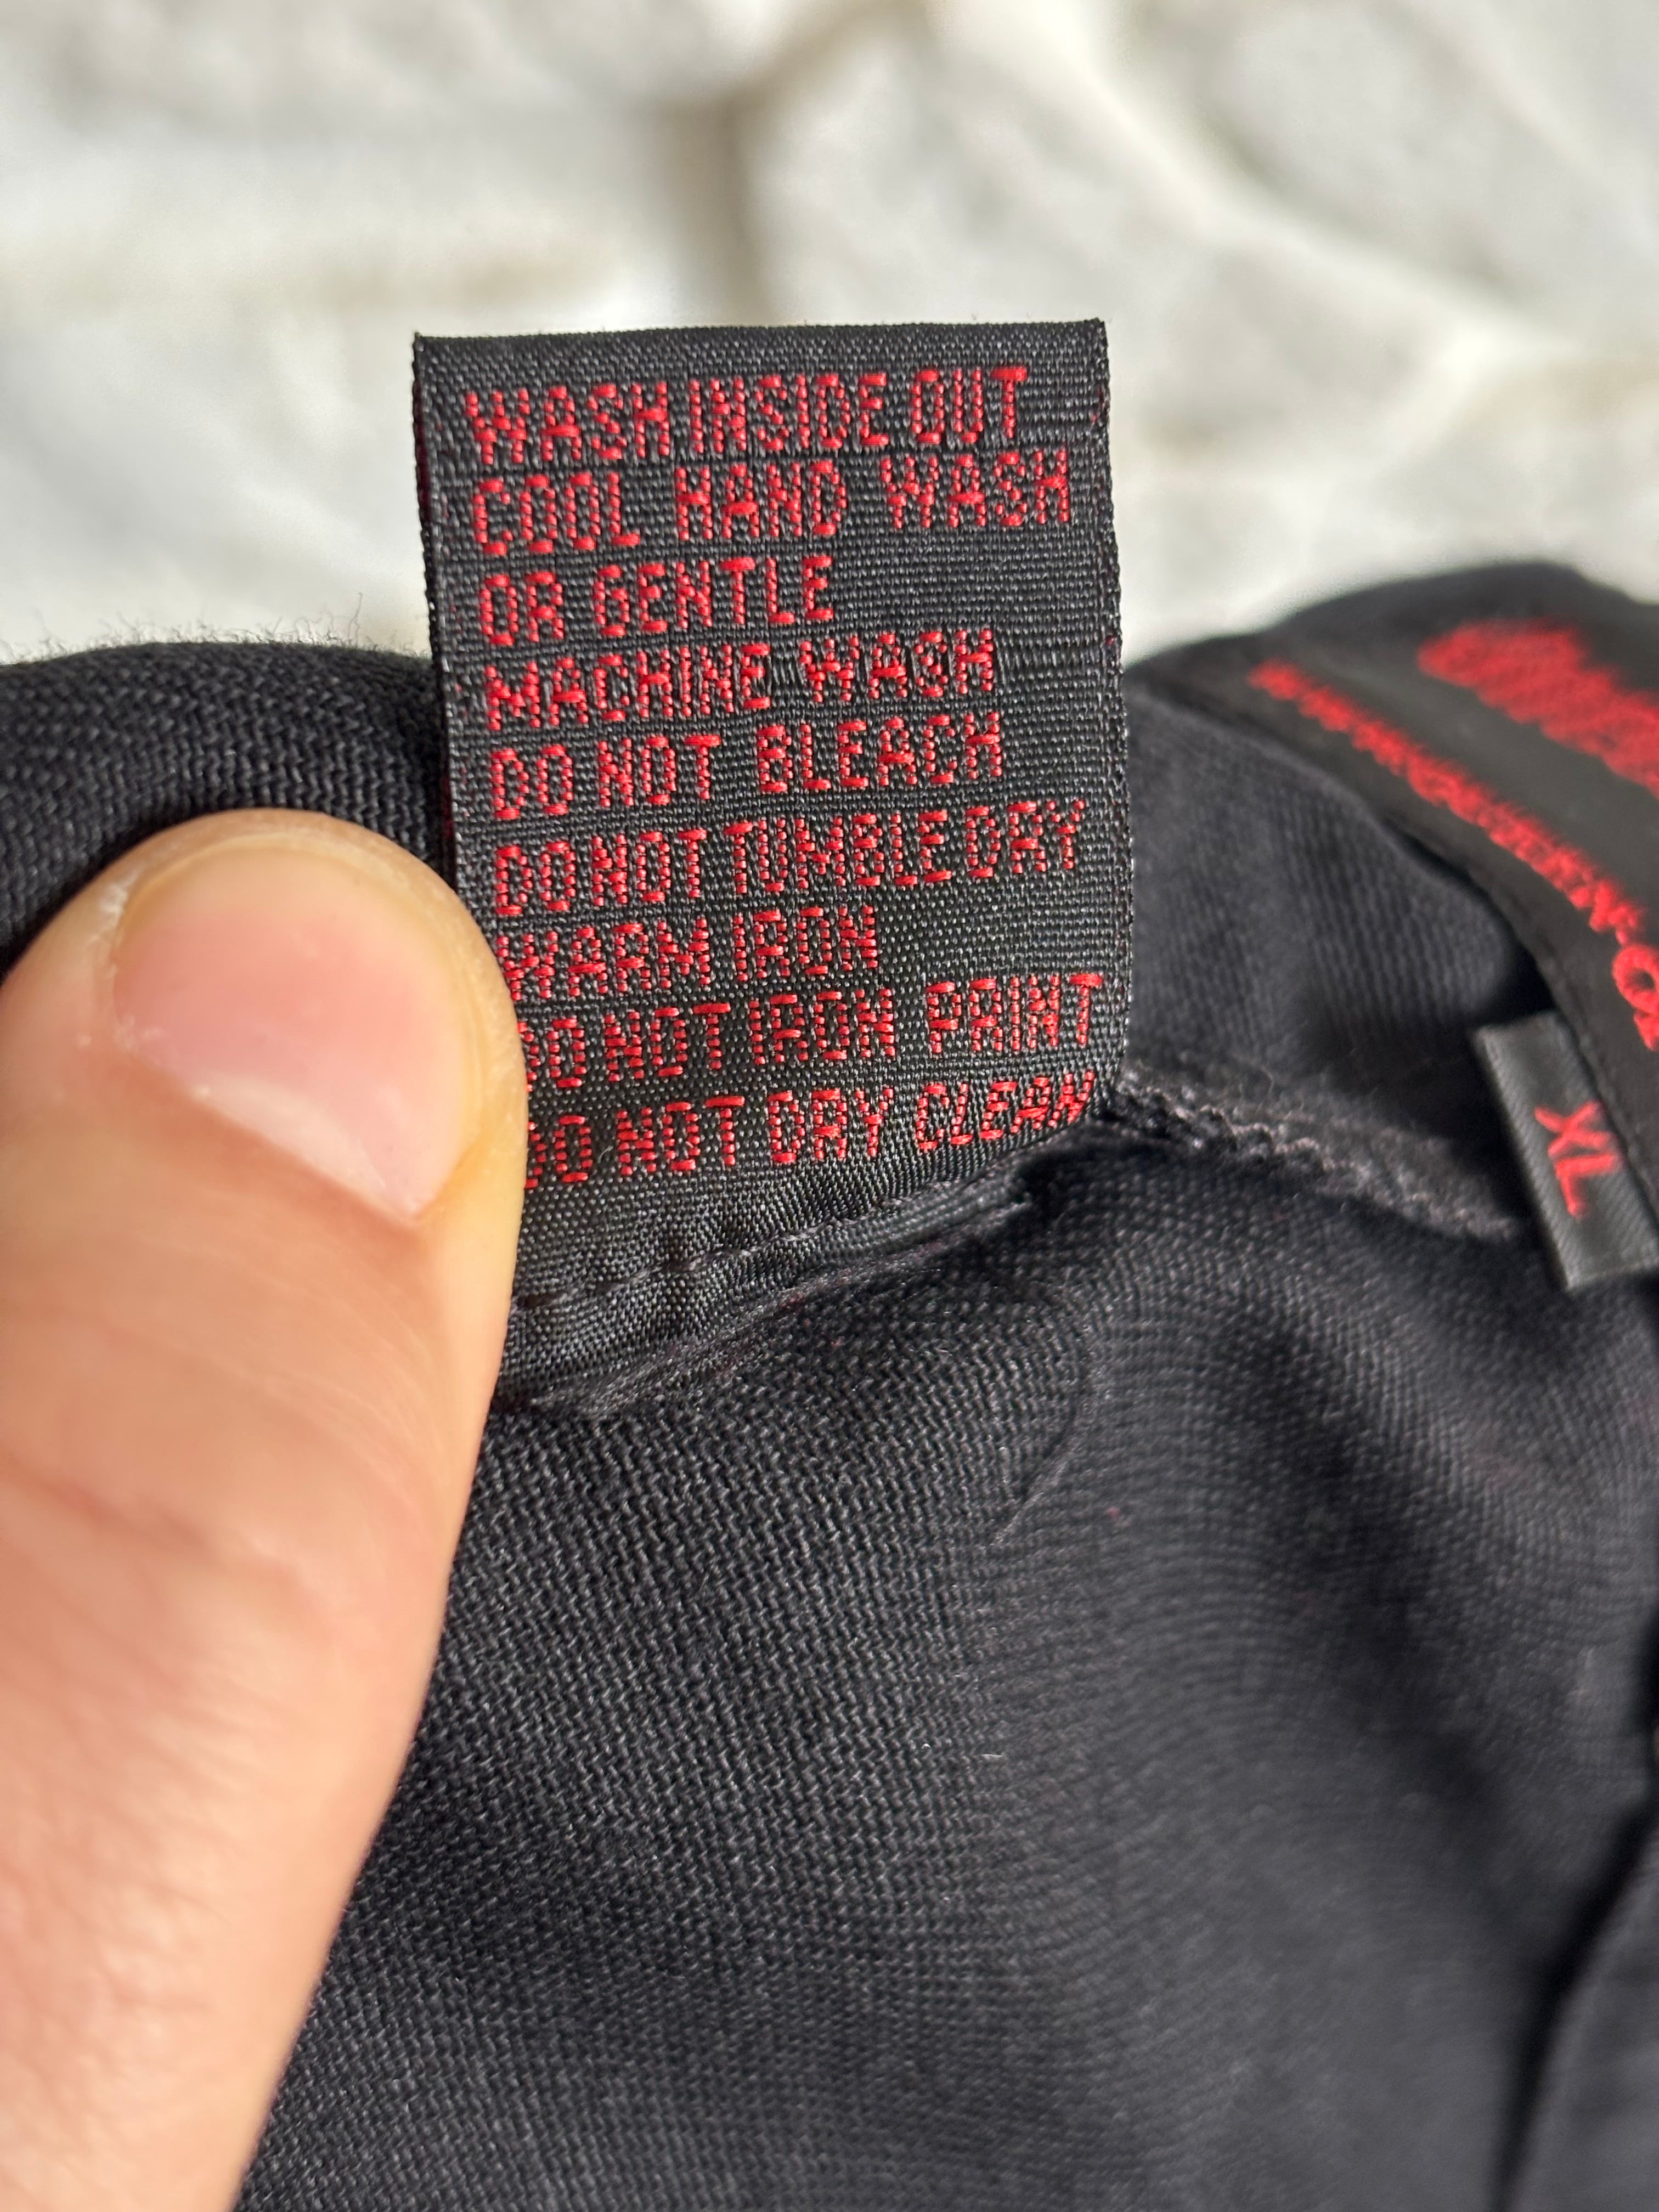 WASH INSIDE OUT
COOL HAND WASH
OR GENTLE
MACHINE WASH
DO NOT BLEACH
DO NOT TUMBLE DRY
WARM IRON
DO NOT IRON PRINT
DO NOT DRY CLEAN
XL